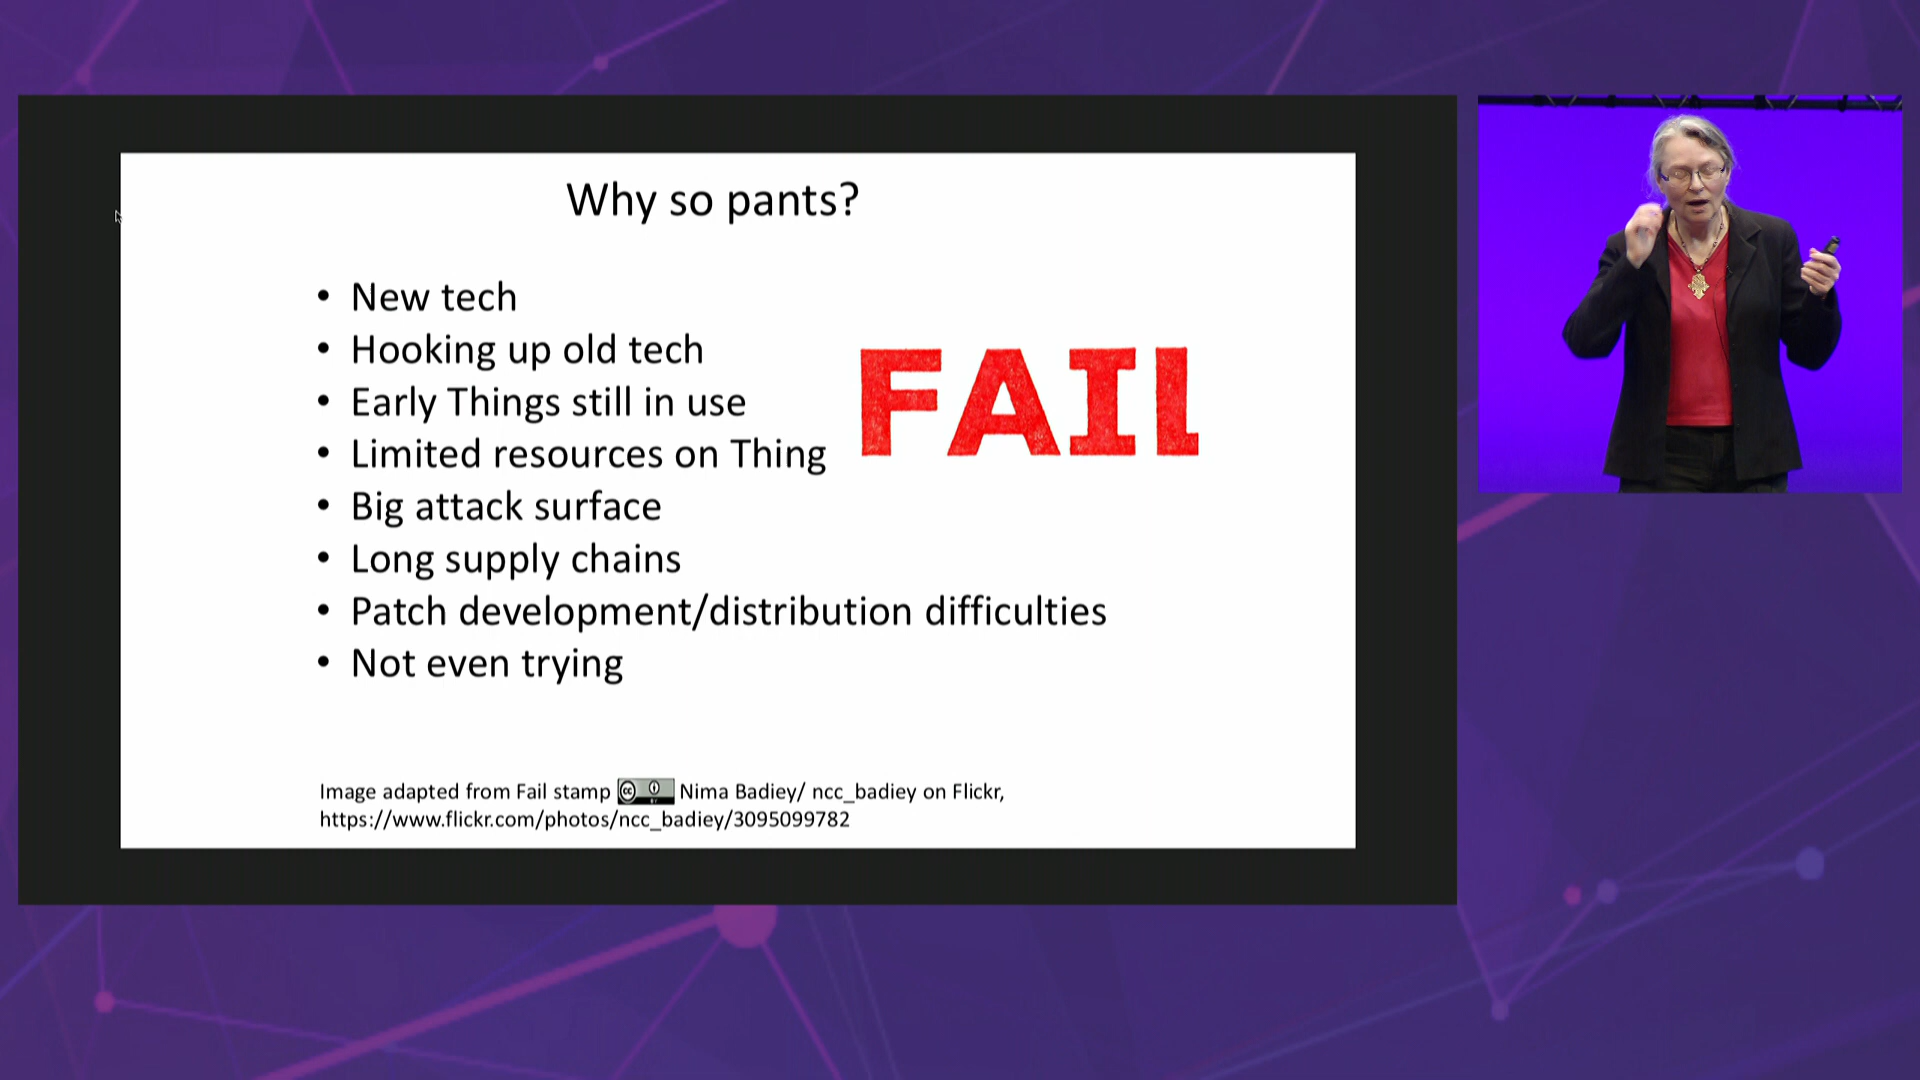 Why so pants?
• New tech
• Hooking up old tech
• Early Things still in use
• Limited resources on Thing
FAIL
• Big attack surface
• Long supply chains
• Patch development/distribution difficulties
• Not even trying
Image adapted from Fail stamp cc BY Nima Badiey/ ncc_badiey on Flickr,
https://www.flickr.com/photos/ncc_badiey/3095099782